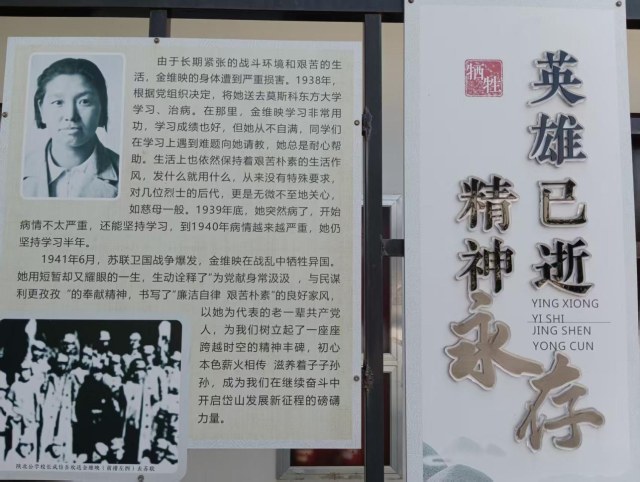 由于长期紧张的战斗环境和艰苦的生
活，金维映的身体遭到严重损害。1938年，
根据党组织决定，将她送去莫斯科东方大学
学习、治病。在那里，金维映学习非常用
功，学习成绩也好，但她从不自满，同学们
在学习上遇到难题向她请教，她总是耐心帮
助。生活上也依然保持着艰苦朴素的生活作
风，发什么就用什么，从来没有特殊要求，
对几位烈士的后代，更是无微不至地关心，
如慈母一般。1939年底，她突然病了，开始
病情不太严重，还能坚持学习，到1940年病情越来越严重，她仍
坚持学习半年。
1941年6月，苏联卫国战争爆发，金维映在战乱中牺牲异国。
她用短暂却又耀眼的一生，生动诠释了“为党献身常汲汲 ，与民谋
利更孜孜 “的奉献精神，书写了“廉洁自律 艰苦朴素”的良好家风，
以她为代表的老一辈共产党
人，为我们树立起了一座座
跨越时空的精神丰碑，初心
本色薪火相传 滋养着子子孙
孙，成为我们在继续奋斗中
开启岱山发展新征程的磅礴
力量。
牺牲
英雄已逝
精神永存
YING XIONG
YI SHI
JING SHEN
YONG CUN